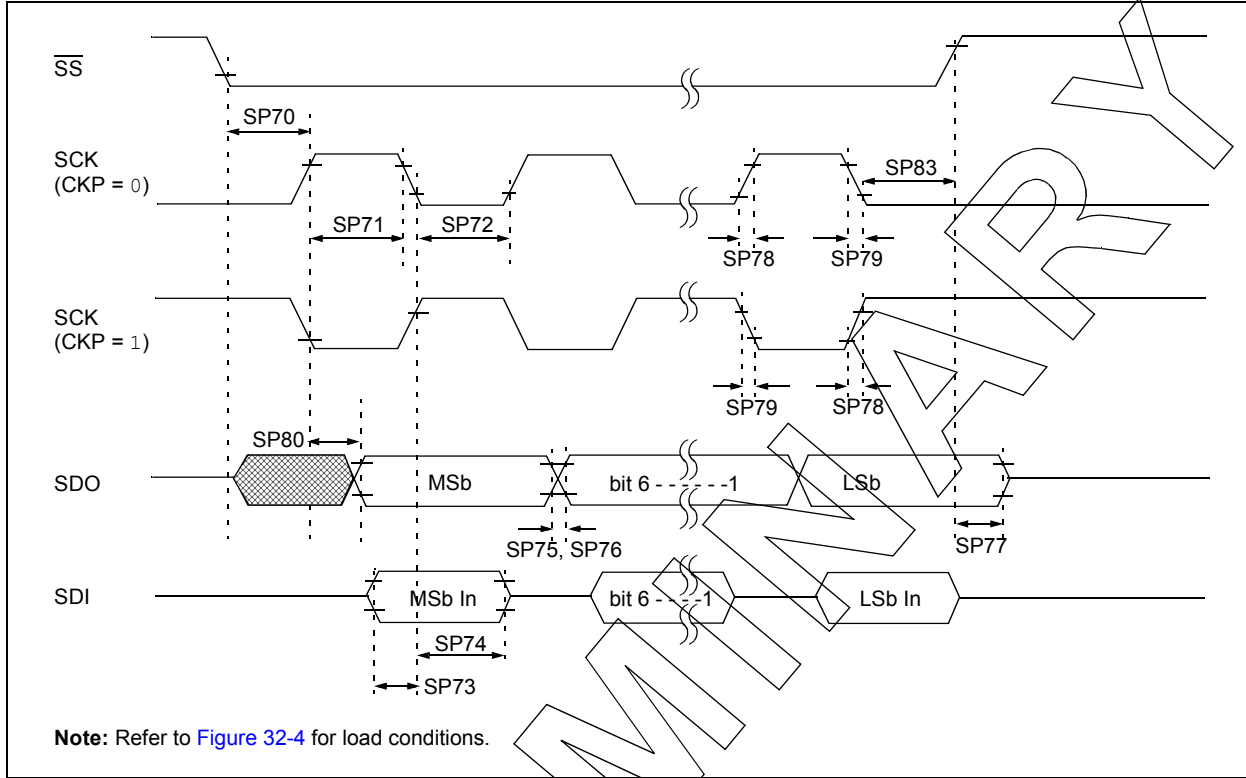 SS
SP70
SCK
(CKP = 0)
SP83
SP71
SP72
SP78
SP79
SCK
(CKP = 1)
SP79
SP78
SP80
SDO
MSb
bit 6 - - - - - -1
LSb
SP75, SP76
SP77
SDI
MSb In
bit 6 - - - -1
LSb In
SP74
SP73
Note: Refer to Figure 32-4 for load conditions.
MINARY